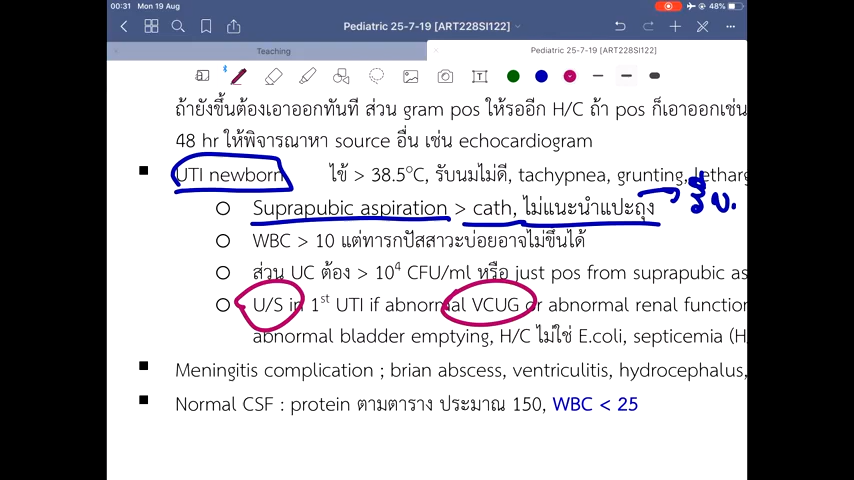 00:31 Mon 19 Aug 48%
Pediatric 25-7-19 [ART228SI122]
Teaching
Pediatric 25-7-19 [ART228SI122]
ถ้ายังขึ้นต้องเอาออกทันที ส่วน gram pos ให้รออีก H/C ถ้า pos ก็เอาออกเช่น
48 hr ให้พิจารณาหา source อื่น เช่น echocardiogram
UTI newborn ไข้ > 38.5°C, รับนมไม่ดี, tachypnea, grunting, letharg
Suprapubic aspiration > cath, ไม่แนะนำแปะถุง
WBC > 10 แต่ทารกปัสสาวะบ่อยอาจไม่ขึ้นได้
ส่วน UC ต้อง > 10⁴ CFU/ml หรือ just pos from suprapubic as
U/S in 1ˢᵗ UTI if abnormal VCUG or abnormal renal function
abnormal bladder emptying, H/C ไม่ใช่ E.coli, septicemia (H
Meningitis complication ; brian abscess, ventriculitis, hydrocephalus,
Normal CSF : protein ตามตาราง ประมาณ 150, WBC < 25